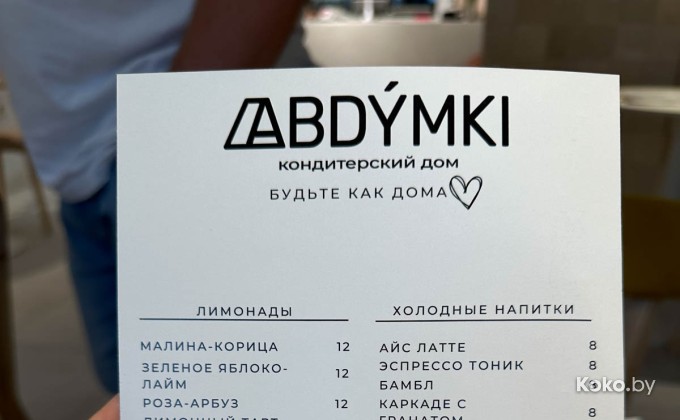 ABDÝMKI
кондитерский дом
БУДЬТЕ КАК ДОМА
ЛИМОНАДЫ
МАЛИНА-КОРИЦА 12
ЗЕЛЕНОЕ ЯБЛОКО-
ЛАЙМ 12
РОЗА-АРБУЗ 12
ХОЛОДНЫЕ НАПИТКИ
АЙС ЛАТТЕ 8
ЭСПРЕССО ТОНИК 8
БАМБЛ
КАРКАДЕ С
ГРАНАТОМ 8
Koko.by